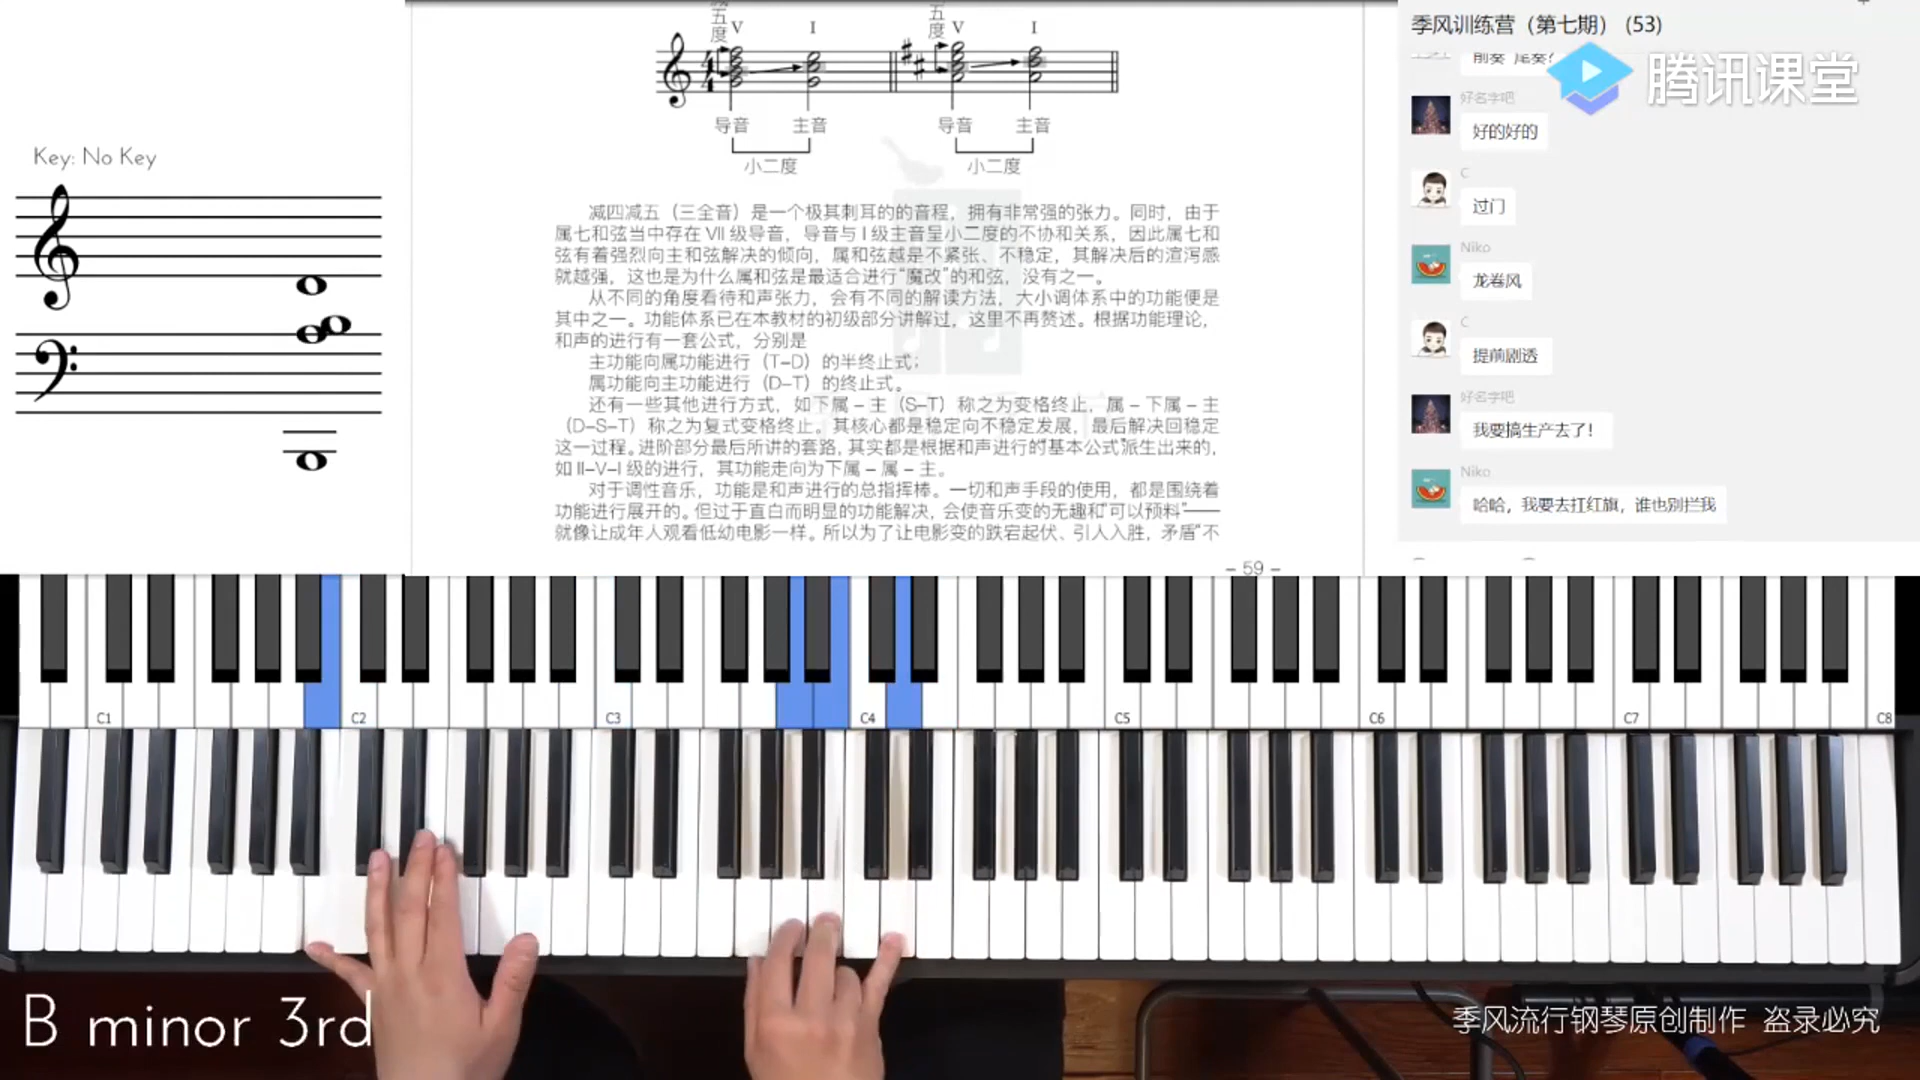 Key: No Key
减五度
V
I
五度
V
I
导音
主音
导音
主音
小二度
小二度
减四减五（三全音）是一个极其刺耳的的音程，拥有非常强的张力。同时，由于
属七和弦当中存在 VII 级导音，导音与 I 级主音呈小二度的不协和关系，因此属七和
弦有着强烈向主和弦解决的倾向，属和弦越是不紧张、不稳定，其解决后的宣泻感
就越强，这也是为什么属和弦是最适合进行“魔改”的和弦，没有之一。
从不同的角度看待和声张力，会有不同的解读方法，大小调体系中的功能便是
其中之一。功能体系已在本教材的初级部分讲解过，这里不再赘述。根据功能理论，
和声的进行有一套公式，分别是
主功能向属功能进行（T–D）的半终止式；
属功能向主功能进行（D–T）的终止式。
还有一些其他进行方式，如下属 – 主（S–T）称之为变格终止，属 – 下属 – 主
（D–S–T）称之为复式变格终止。其核心都是稳定向不稳定发展，最后解决回稳定
这一过程。进阶部分最后所讲的套路，其实都是根据和声进行的“基本公式”派生出来的，
如 II–V–I 级的进行，其功能走向为下属 – 属 – 主。
对于调性音乐，功能是和声进行的总指挥棒。一切和声手段的使用，都是围绕着
功能进行展开的。但过于直白而明显的功能解决，会使音乐变的无趣和“可以预料”——
就像让成年人观看低幼电影一样。所以为了让电影变的跌宕起伏、引人入胜，矛盾“不
– 59 –
季风训练营（第七期） (53)
前奏 尾奏?
腾讯课堂
好名字吧
好的好的
C
过门
Niko
龙卷风
C
提前剧透
好名字吧
我要搞生产去了！
Niko
哈哈，我要去扛红旗，谁也别拦我
C1
C2
C3
C4
C5
C6
C7
C8
B minor 3rd
季风流行钢琴原创制作 盗录必究